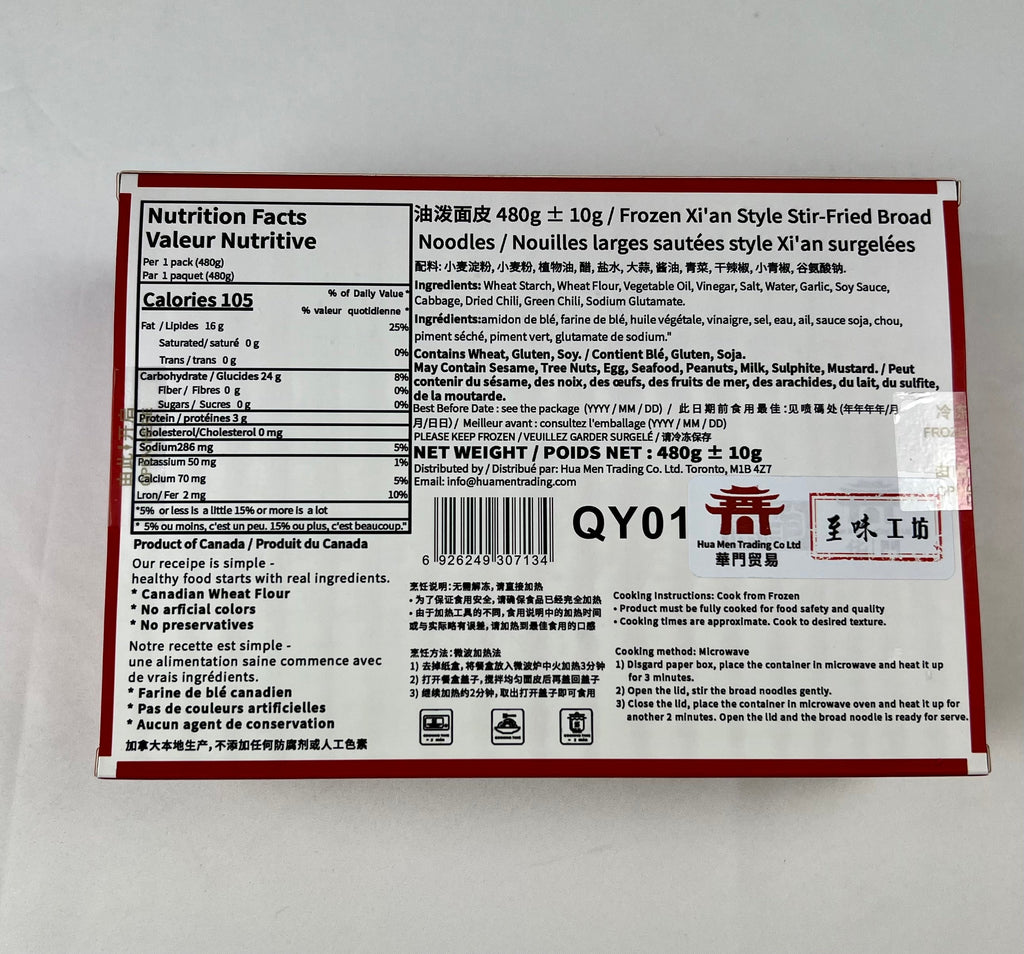 Nutrition Facts
Valeur Nutritive
Per 1 pack (480g)
Par 1 paquet (480g)
Calories 105
% of Daily Value*
% valeur quotidienne *
Fat / Lipides 16 g 25%
Saturated/ saturé 0 g
Trans / trans 0 g 0%
Carbohydrate / Glucides 24 g 8%
Fiber / Fibres 0 g 0%
Sugars / Sucres 0 g 0%
Protein / protéines 3 g
Cholesterol/Cholesterol 0 mg
Sodium286 mg 5%
Potassium 50 mg 1%
Calcium 70 mg 5%
Lron/ Fer 2 mg 10%
*5% or less is a little 15% or more is a lot
* 5% ou moins, c'est un peu. 15% ou plus, c'est beaucoup."
Product of Canada / Produit du Canada
Our receipe is simple -
healthy food starts with real ingredients.
* Canadian Wheat Flour
* No arficial colors
* No preservatives
Notre recette est simple -
une alimentation saine commence avec
de vrais ingrédients.
* Farine de blé canadien
* Pas de couleurs artificielles
* Aucun agent de conservation
加拿大本地生产,不添加任何防腐剂或人工色素
油泼面皮 480g ± 10g / Frozen Xi'an Style Stir-Fried Broad
Noodles / Nouilles larges sautées style Xi'an surgelées
配料: 小麦淀粉, 小麦粉, 植物油, 醋, 盐水, 大蒜, 酱油, 青菜, 干辣椒, 小青椒, 谷氨酸钠.
Ingredients: Wheat Starch, Wheat Flour, Vegetable Oil, Vinegar, Salt, Water, Garlic, Soy Sauce,
Cabbage, Dried Chili, Green Chili, Sodium Glutamate.
Ingrédients:amidon de blé, farine de blé, huile végétale, vinaigre, sel, eau, ail, sauce soja, chou,
piment séché, piment vert, glutamate de sodium."
Contains Wheat, Gluten, Soy. / Contient Blé, Gluten, Soja.
May Contain Sesame, Tree Nuts, Egg, Seafood, Peanuts, Milk, Sulphite, Mustard. / Peut
contenir du sésame, des noix, des œufs, des fruits de mer, des arachides, du lait, du sulfite,
de la moutarde.
Best Before Date : see the package (YYYY / MM / DD) / 此日期前食用最佳:见喷码处(年年年年/月
月/日日) / Meilleur avant : consultez l'emballage (YYYY / MM / DD)
PLEASE KEEP FROZEN / VEUILLEZ GARDER SURGELÉ / 请冷冻保存
NET WEIGHT / POIDS NET : 480g ± 10g
Distributed by / Distribué par: Hua Men Trading Co. Ltd. Toronto, M1B 4Z7
Email: info@huamentrading.com
6 926249 307134
QY01
Hua Men Trading Co Ltd
華門贸易
至味工坊
烹饪说明:无需解冻,请直接加热
• 为了保证食用安全,请确保食品已经完全加热
• 由于加热工具的不同,食用说明中的加热时间
或与实际略有误差,请加热到最佳食用的口感
Cooking Instructions: Cook from Frozen
• Product must be fully cooked for food safety and quality
• Cooking times are approximate. Cook to desired texture.
烹饪方法:微波加热法
1) 去掉纸盒,将餐盒放入微波炉中火加热3分钟
2) 打开餐盒盖子,搅拌均匀面皮后再盖回盖子
3) 继续加热约2分钟,取出打开盖子即可食用
Cooking method: Microwave
1) Disgard paper box, place the container in microwave and heat it up
for 3 minutes.
2) Open the lid, stir the broad noodles gently.
3) Close the lid, place the container in microwave oven and heat it up for
another 2 minutes. Open the lid and the broad noodle is ready for serve.